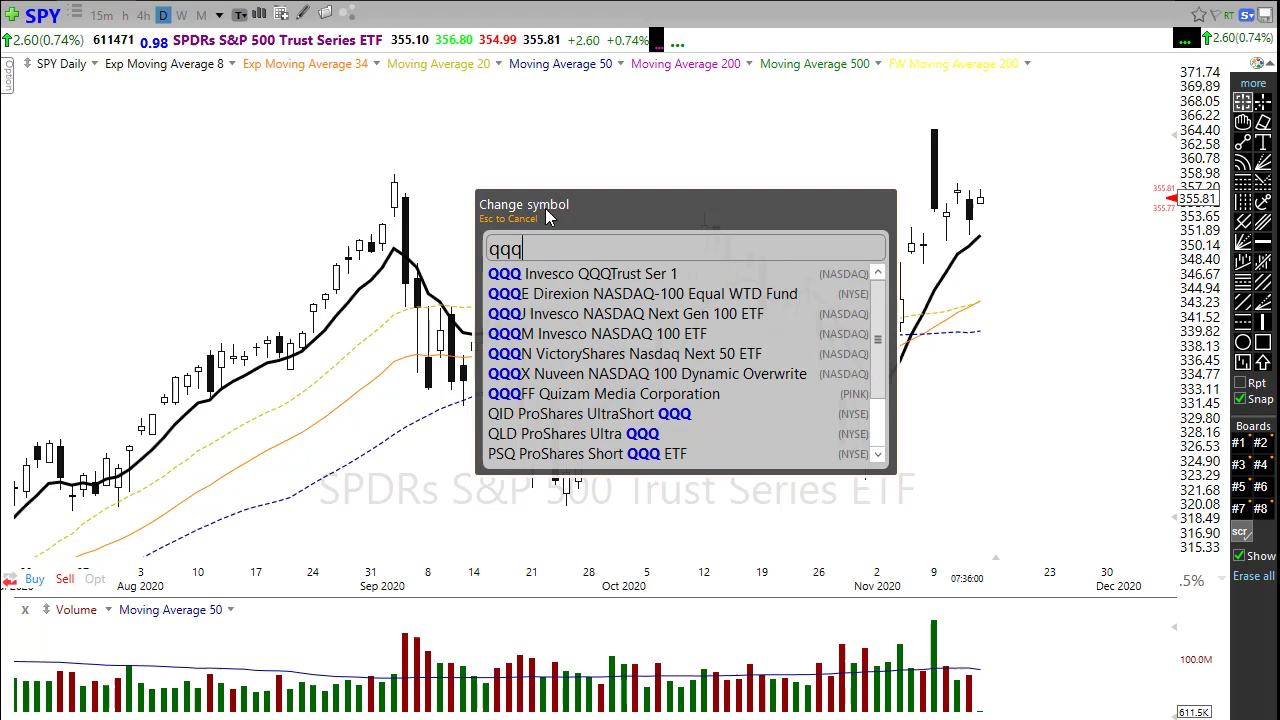 SPY 15m h 4h D W M T RT S
2.60(0.74%) 611471 0.98 SPDRs S&P 500 Trust Series ETF 355.10 356.80 354.99 355.81 +2.60 +0.74% ... ... 2.60(0.74%)
Option
SPY Daily Exp Moving Average 8 Exp Moving Average 34 Moving Average 20 Moving Average 50 Moving Average 200 Moving Average 500 FW Moving Average 200
371.74
369.89
368.05
366.22
364.40
362.58
360.78
358.98
357.20
355.81
355.81
355.77
353.65
351.89
350.14
348.40
346.67
344.94
343.23
341.52
339.82
338.13
336.45
334.77
333.11
331.45
329.80
328.16
326.53
324.90
323.29
321.68
320.08
318.49
316.90
315.33
Change symbol
Esc to Cancel
qqq
QQQ Invesco QQQTrust Ser 1 (NASDAQ)
QQQE Direxion NASDAQ-100 Equal WTD Fund (NYSE)
QQQJ Invesco NASDAQ Next Gen 100 ETF (NASDAQ)
QQQM Invesco NASDAQ 100 ETF (NASDAQ)
QQQN VictoryShares Nasdaq Next 50 ETF (NASDAQ)
QQQX Nuveen NASDAQ 100 Dynamic Overwrite (NASDAQ)
QQQFF Quizam Media Corporation (PINK)
QID ProShares UltraShort QQQ (NYSE)
QLD ProShares Ultra QQQ (NYSE)
PSQ ProShares Short QQQ ETF (NYSE)
SPDRs S&P 500 Trust Series ETF
more
T
Rpt
Snap
Boards
#1 #2
#3 #4
#5 #6
#7 #8
scr
Show
Erase all
3 10 17 24 31 8 14 21 28 5 12 19 26 2 9 07:36:00 23 30
Buy Sell Opt
Aug 2020 Sep 2020 Oct 2020 Nov 2020 Dec 2020
.5%
X Volume Moving Average 50
100.0M
611.5K